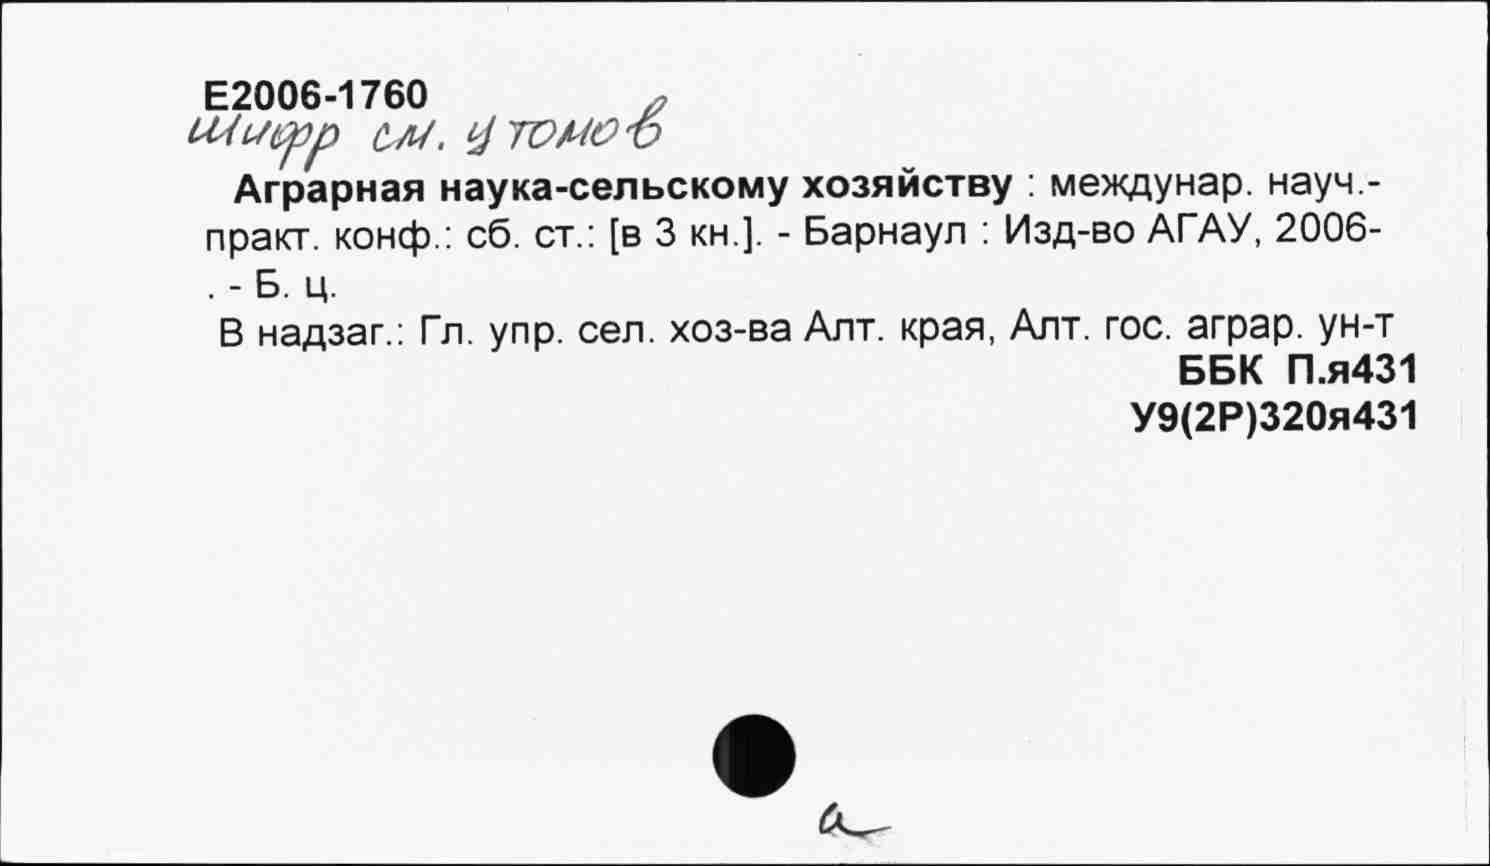 Е2006-1760
шифр см. у томов
Аграрная наука-сельскому хозяйству : междунар. науч.-
практ. конф.: сб. ст.: [в 3 кн.]. - Барнаул : Изд-во АГАУ, 2006-
. - Б. ц.
В надзаг.: Гл. упр. сел. хоз-ва Алт. края, Алт. гос. аграр. ун-т
ББК П.я431
У9(2Р)320я431
а